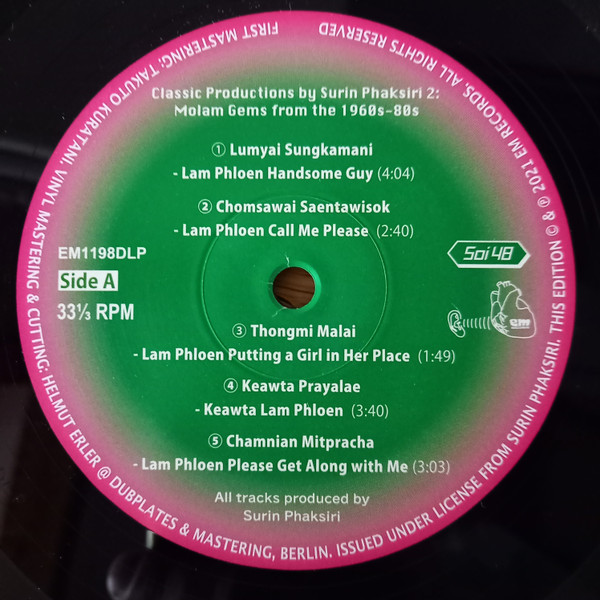 Classic Productions by Surin Phaksiri 2:
Molam Gems from the 1960s-80s
① Lumyai Sungkamani
- Lam Phloen Handsome Guy (4:04)
② Chomsawai Saentawisok
- Lam Phloen Call Me Please (2:40)
EM1198DLP
Side A
33⅓ RPM
Soi48
em
③ Thongmi Malai
- Lam Phloen Putting a Girl in Her Place (1:49)
④ Keawta Prayalae
- Keawta Lam Phloen (3:40)
⑤ Chamnian Mitpracha
- Lam Phloen Please Get Along with Me (3:03)
All tracks produced by
Surin Phaksiri
FIRST MASTERING: TAKUTO KURATANI. VINYL MASTERING & CUTTING: HELMUT ERLER @ DUBPLATES & MASTERING, BERLIN. ISSUED UNDER LICENSE FROM SURIN PHAKSIRI. THIS EDITION © & ℗ 2021 EM RECORDS. ALL RIGHTS RESERVED